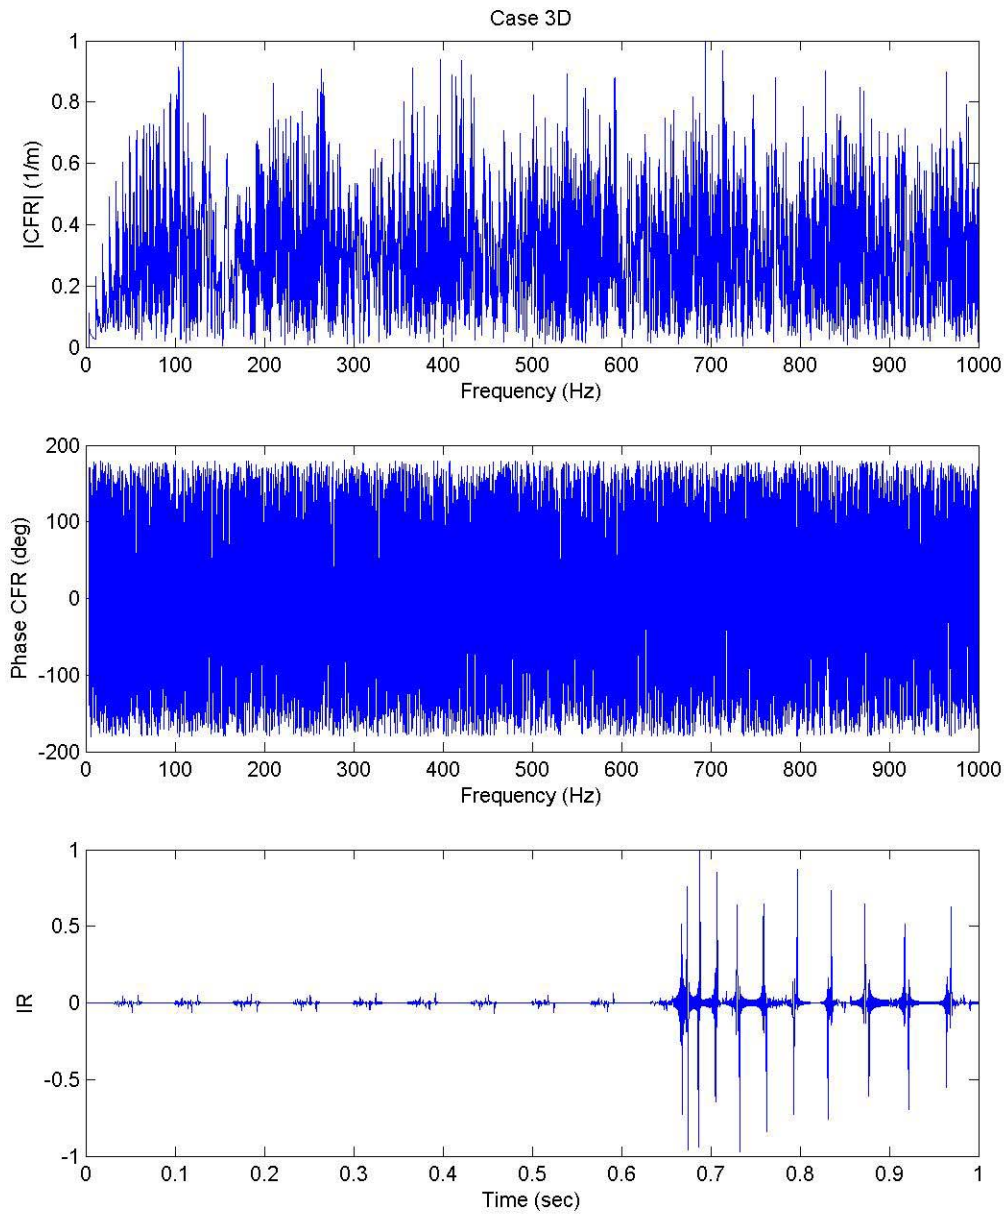 Case 3D
1
0.8
0.6
0.4
0.2
0
|CFR| (1/m)
0 100 200 300 400 500 600 700 800 900 1000
Frequency (Hz)
200
100
0
-100
-200
Phase CFR (deg)
0 100 200 300 400 500 600 700 800 900 1000
Frequency (Hz)
1
0.5
0
-0.5
-1
IR
0 0.1 0.2 0.3 0.4 0.5 0.6 0.7 0.8 0.9 1
Time (sec)